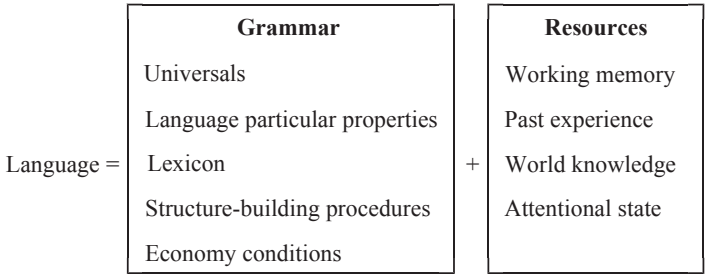 Grammar
Universals
Language particular properties
Language = Lexicon
Structure-building procedures
Economy conditions
+
Resources
Working memory
Past experience
World knowledge
Attentional state